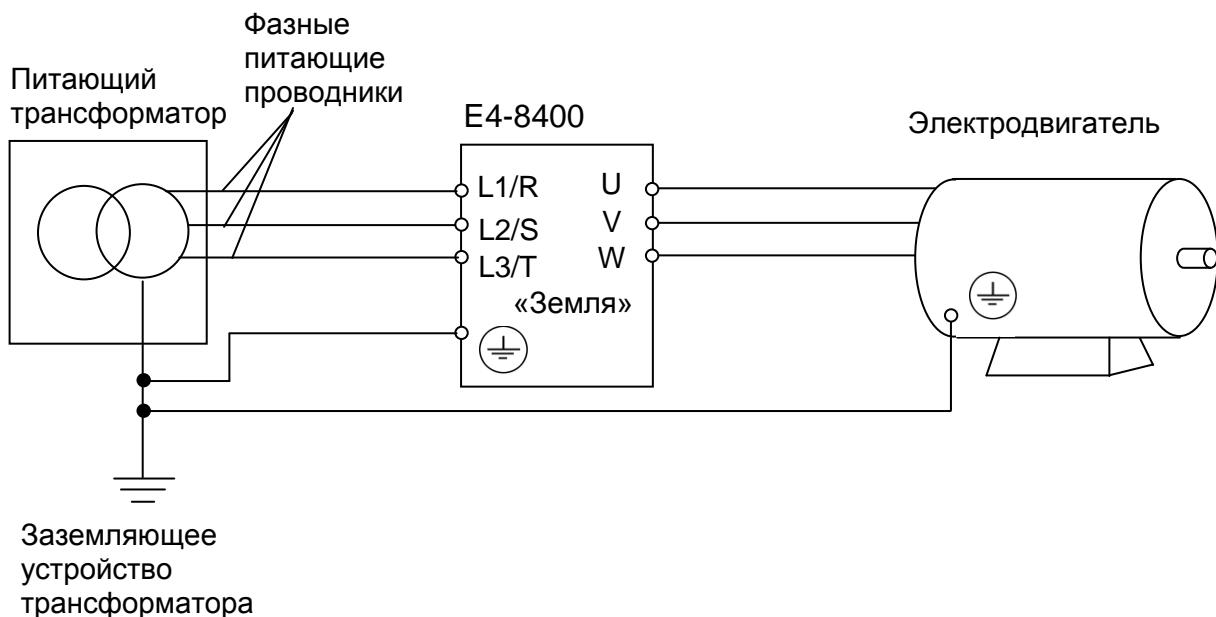 Фазные
питающие
проводники
Питающий
трансформатор
E4-8400
Электродвигатель
L1/R
U
L2/S
V
L3/T
W
«Земля»
Заземляющее
устройство
трансформатора